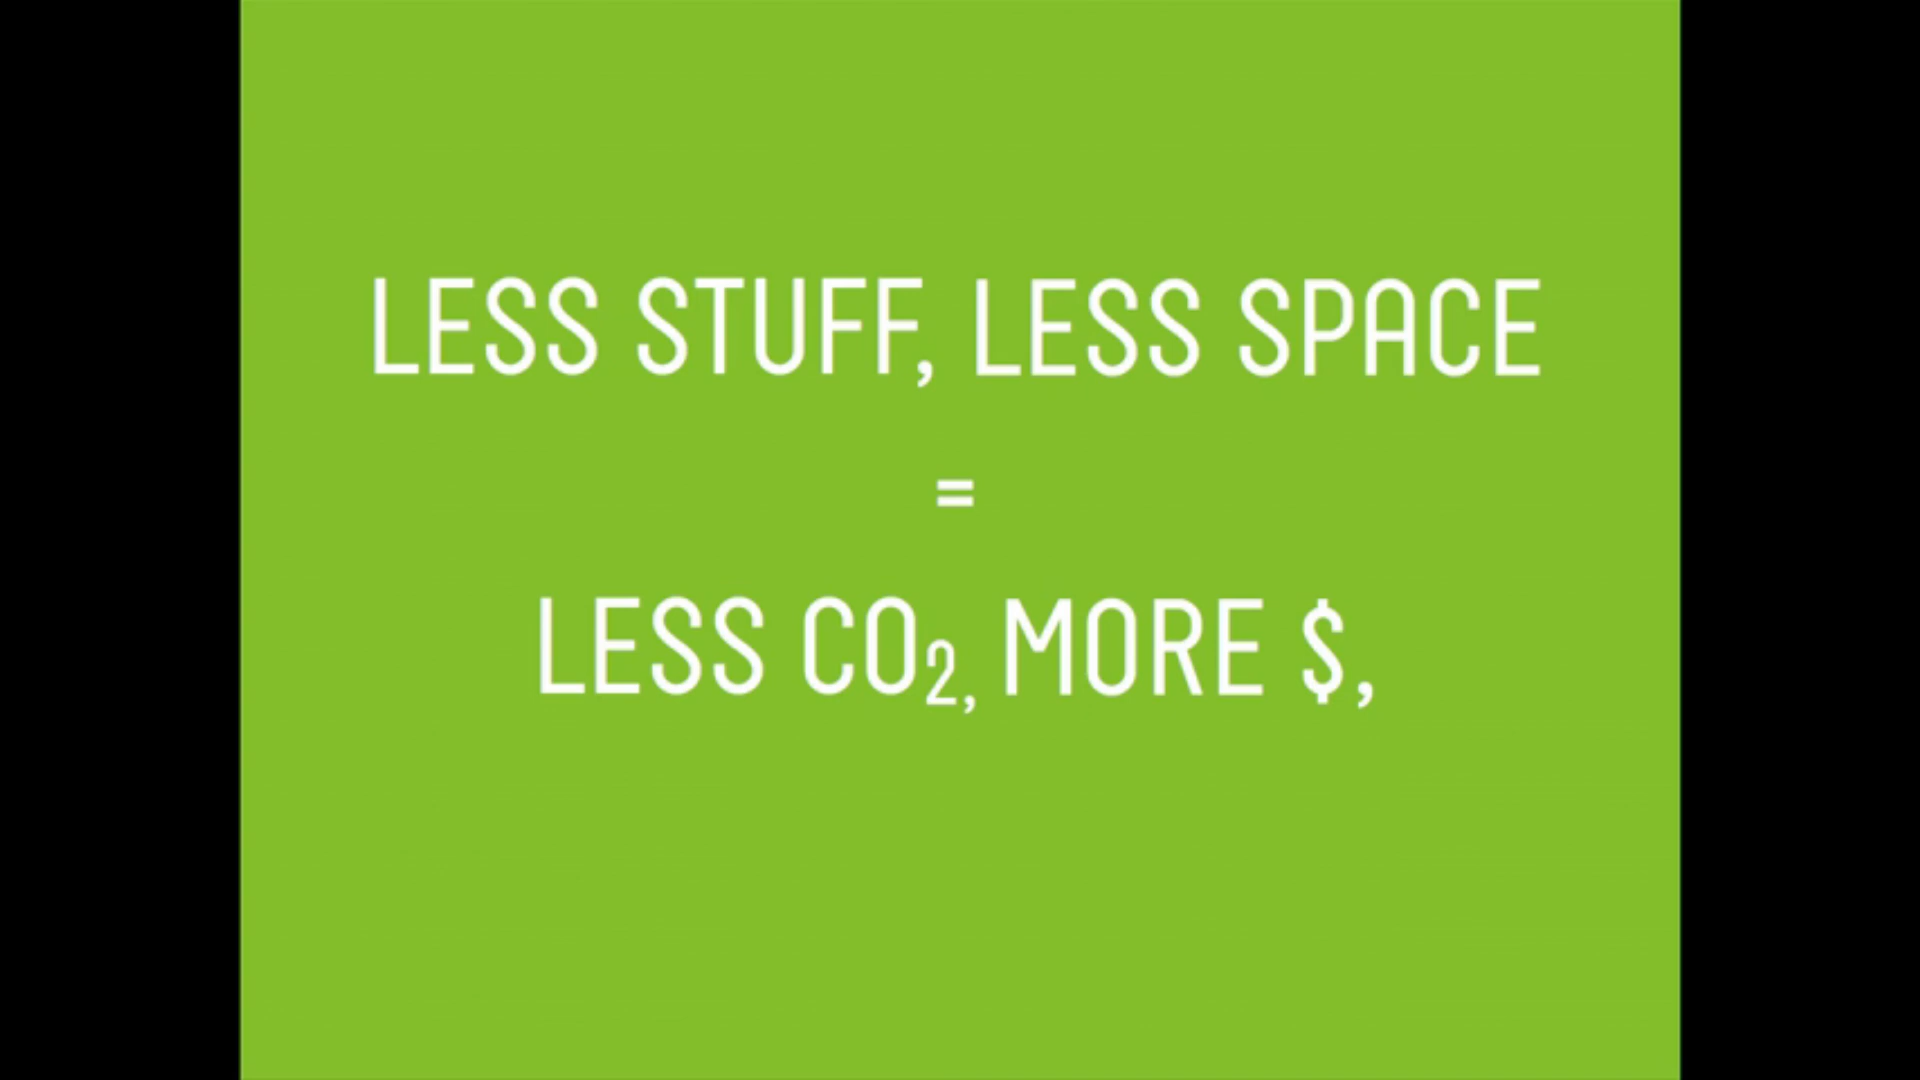 LESS STUFF, LESS SPACE
=
LESS CO₂, MORE $,